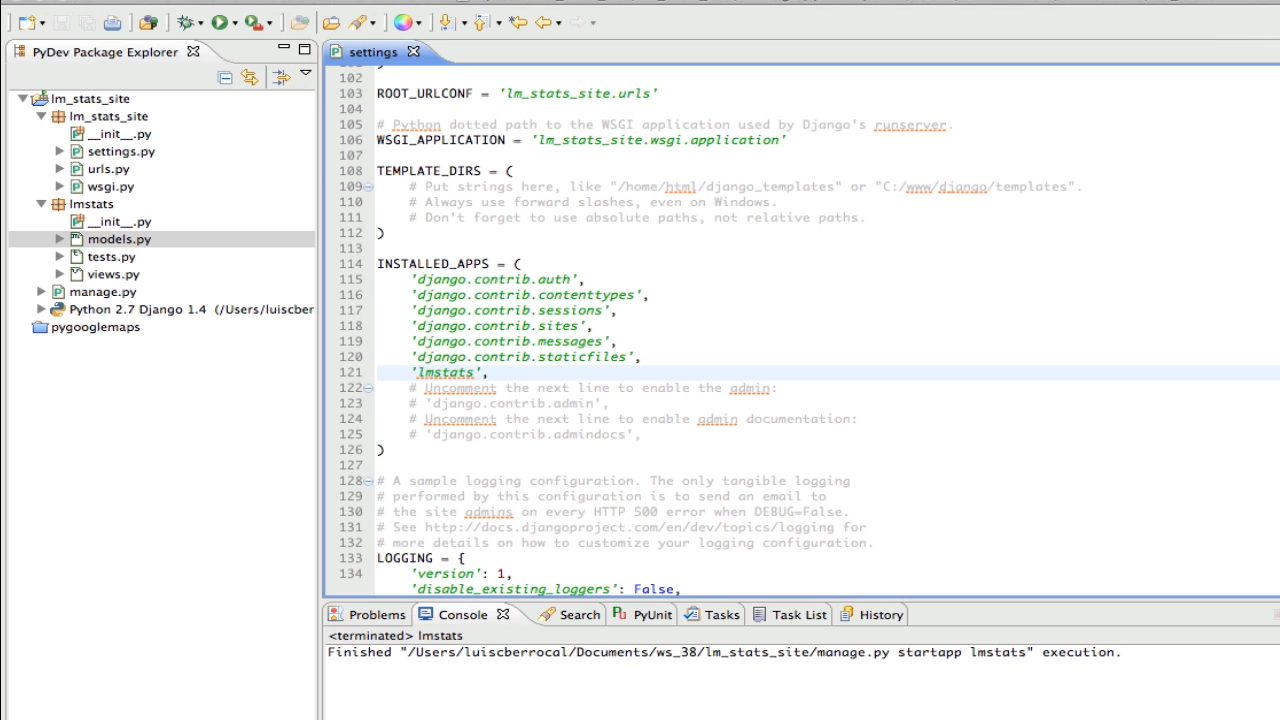 PyDev Package Explorer
lm_stats_site
lm_stats_site
__init__.py
settings.py
urls.py
wsgi.py
lmstats
__init__.py
models.py
tests.py
views.py
manage.py
Python 2.7 Django 1.4 (/Users/luiscber
pygooglemaps
settings
102
103 ROOT_URLCONF = 'lm_stats_site.urls'
104
105 # Python dotted path to the WSGI application used by Django's runserver.
106 WSGI_APPLICATION = 'lm_stats_site.wsgi.application'
107
108 TEMPLATE_DIRS = (
109 # Put strings here, like "/home/html/django_templates" or "C:/www/django/templates".
110 # Always use forward slashes, even on Windows.
111 # Don't forget to use absolute paths, not relative paths.
112 )
113
114 INSTALLED_APPS = (
115 'django.contrib.auth',
116 'django.contrib.contenttypes',
117 'django.contrib.sessions',
118 'django.contrib.sites',
119 'django.contrib.messages',
120 'django.contrib.staticfiles',
121 'lmstats',
122 # Uncomment the next line to enable the admin:
123 # 'django.contrib.admin',
124 # Uncomment the next line to enable admin documentation:
125 # 'django.contrib.admindocs',
126 )
127
128 # A sample logging configuration. The only tangible logging
129 # performed by this configuration is to send an email to
130 # the site admins on every HTTP 500 error when DEBUG=False.
131 # See http://docs.djangoproject.com/en/dev/topics/logging for
132 # more details on how to customize your logging configuration.
133 LOGGING = {
134 'version': 1,
'disable_existing_loggers': False,
Problems Console Search PyUnit Tasks Task List History
<terminated> lmstats
Finished "/Users/luiscberrocal/Documents/ws_38/lm_stats_site/manage.py startapp lmstats" execution.